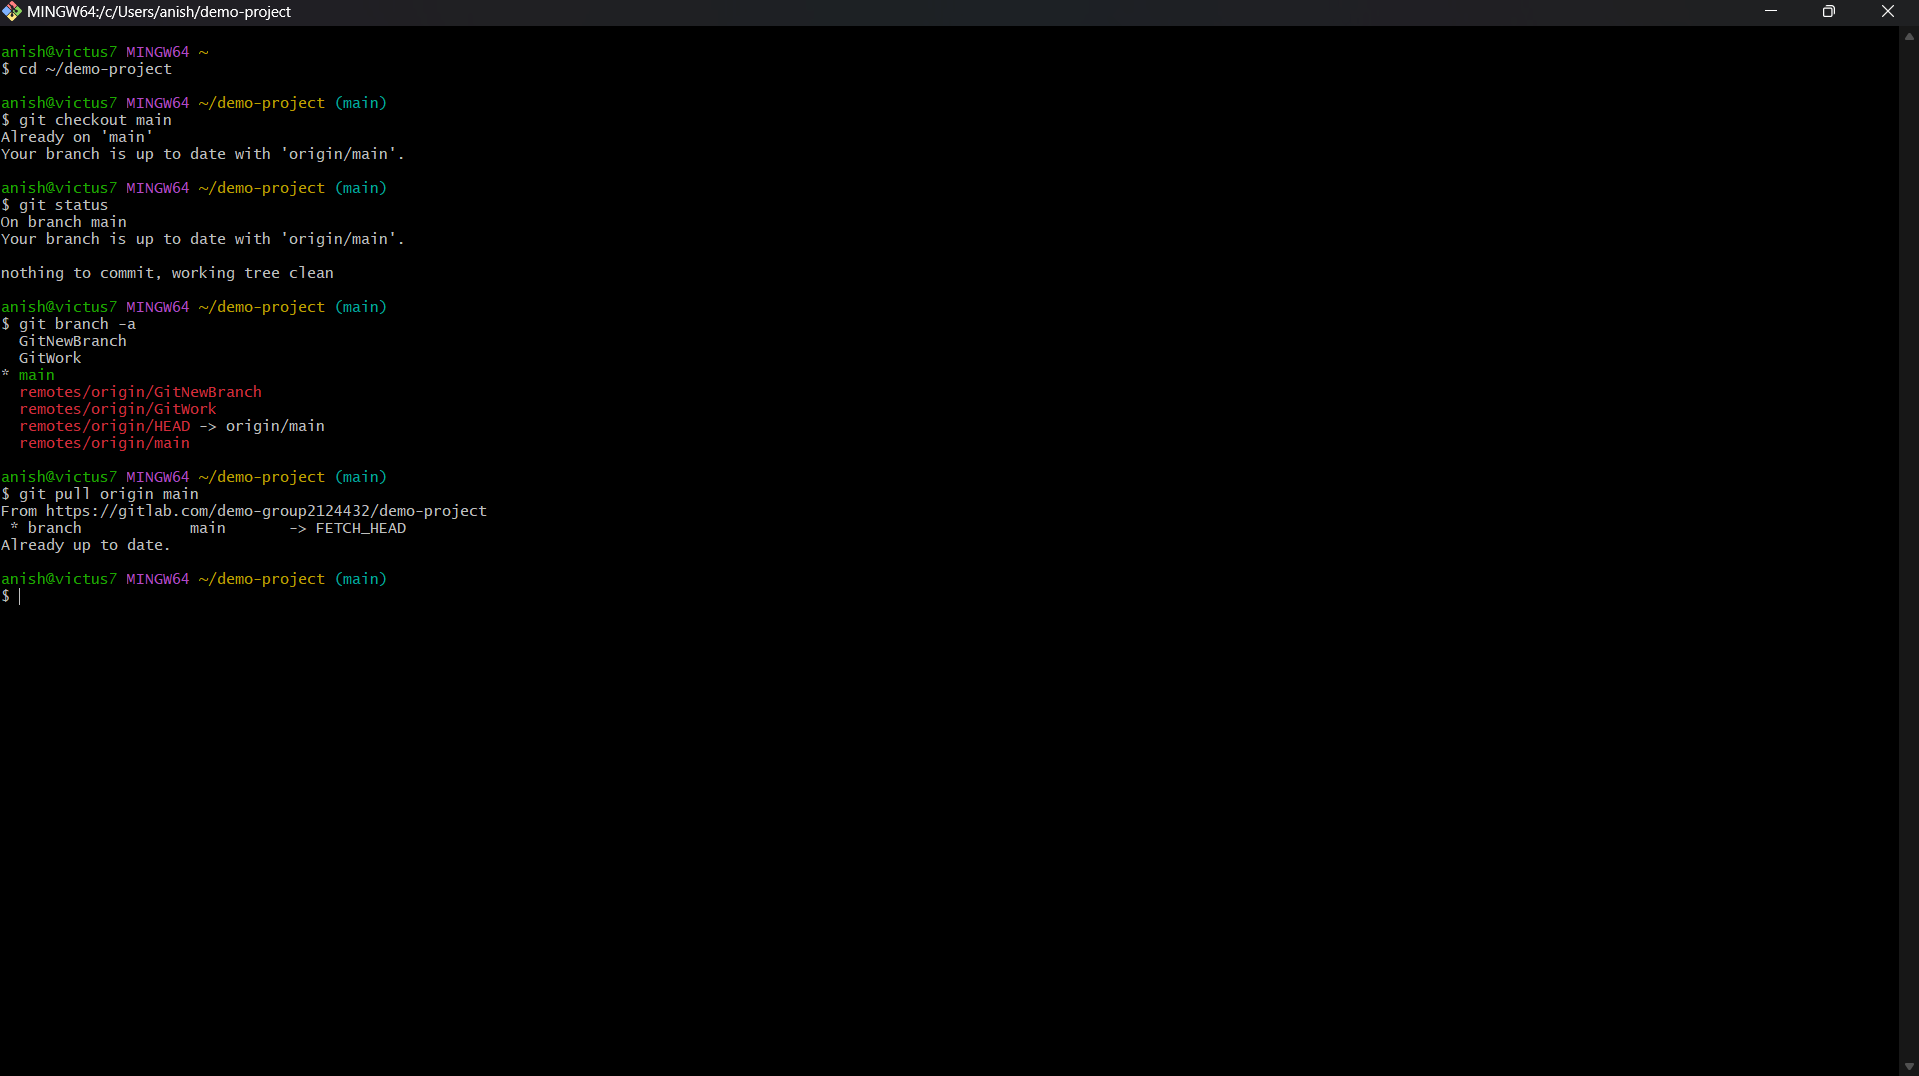 MINGW64:/c/Users/anish/demo-project
anish@victus7 MINGW64 ~
$ cd ~/demo-project
anish@victus7 MINGW64 ~/demo-project (main)
$ git checkout main
Already on 'main'
Your branch is up to date with 'origin/main'.
anish@victus7 MINGW64 ~/demo-project (main)
$ git status
On branch main
Your branch is up to date with 'origin/main'.
nothing to commit, working tree clean
anish@victus7 MINGW64 ~/demo-project (main)
$ git branch -a
  GitNewBranch
  GitWork
* main
  remotes/origin/GitNewBranch
  remotes/origin/GitWork
  remotes/origin/HEAD -> origin/main
  remotes/origin/main
anish@victus7 MINGW64 ~/demo-project (main)
$ git pull origin main
From https://gitlab.com/demo-group2124432/demo-project
 * branch            main       -> FETCH_HEAD
Already up to date.
anish@victus7 MINGW64 ~/demo-project (main)
$